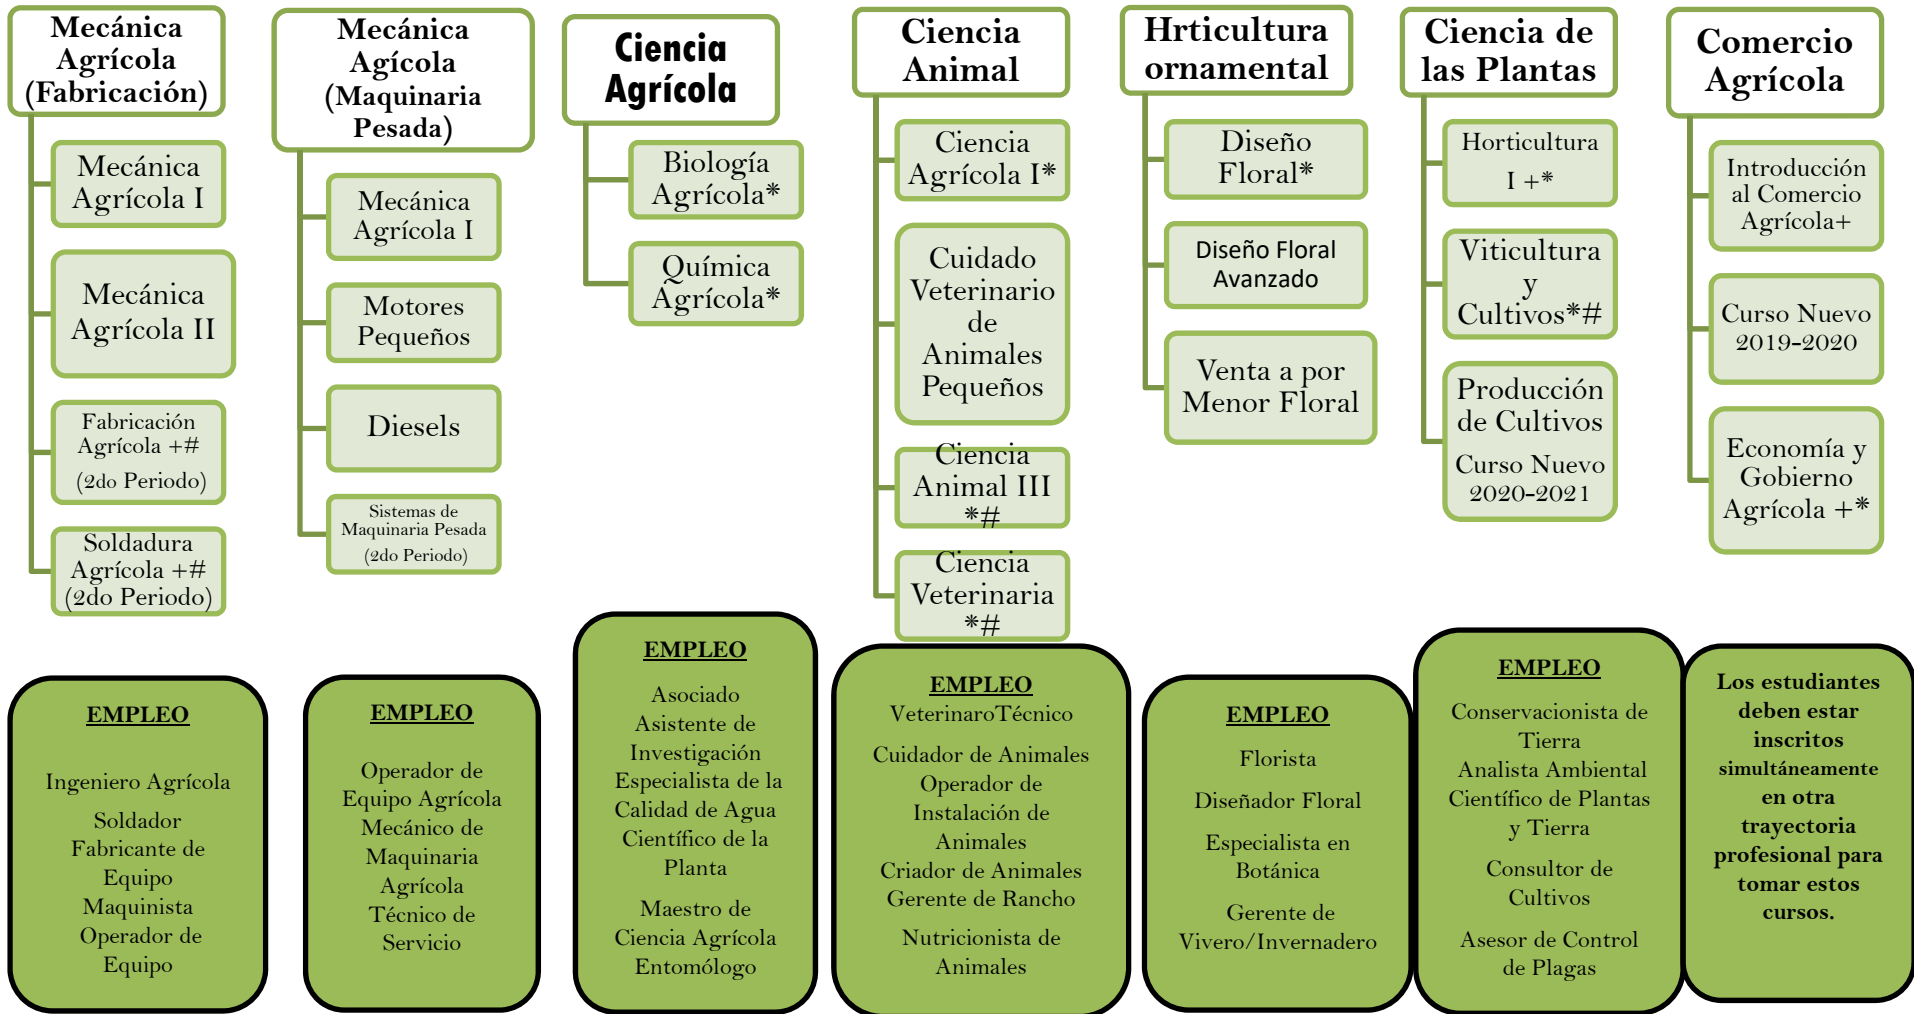 Mecánica
Agrícola
(Fabricación)
Mecánica
Agrícola I
Mecánica
Agrícola II
Fabricación
Agrícola +#
(2do Periodo)
Soldadura
Agrícola +#
(2do Periodo)
EMPLEO
Ingeniero Agrícola
Soldador
Fabricante de
Equipo
Maquinista
Operador de
Equipo
Mecánica
Agícola
(Maquinaria
Pesada)
Mecánica
Agrícola I
Motores
Pequeños
Diesels
Sistemas de
Maquinaria Pesada
(2do Periodo)
EMPLEO
Operador de
Equipo Agrícola
Mecánico de
Maquinaria
Agrícola
Técnico de
Servicio
Ciencia
Agrícola
Biología
Agrícola*
Química
Agrícola*
EMPLEO
Asociado
Asistente de
Investigación
Especialista de la
Calidad de Agua
Científico de la
Planta
Maestro de
Ciencia Agrícola
Entomólogo
Ciencia
Animal
Ciencia
Agrícola I*
Cuidado
Veterinario
de
Animales
Pequeños
Ciencia
Animal III
*#
Ciencia
Veterinaria
*#
EMPLEO
VeterinaroTécnico
Cuidador de Animales
Operador de
Instalación de
Animales
Criador de Animales
Gerente de Rancho
Nutricionista de
Animales
Hrticultura
ornamental
Diseño
Floral*
Diseño Floral
Avanzado
Venta a por
Menor Floral
EMPLEO
Florista
Diseñador Floral
Especialista en
Botánica
Gerente de
Vivero/Invernadero
Ciencia de
las Plantas
Horticultura
I +*
Viticultura
y
Cultivos*#
Producción
de Cultivos
Curso Nuevo
2020-2021
EMPLEO
Conservacionista de
Tierra
Analista Ambiental
Científico de Plantas
y Tierra
Consultor de
Cultivos
Asesor de Control
de Plagas
Comercio
Agrícola
Introducción
al Comercio
Agrícola+
Curso Nuevo
2019-2020
Economía y
Gobierno
Agrícola +*
Los estudiantes
deben estar
inscritos
simultáneamente
en otra
trayectoria
profesional para
tomar estos
cursos.